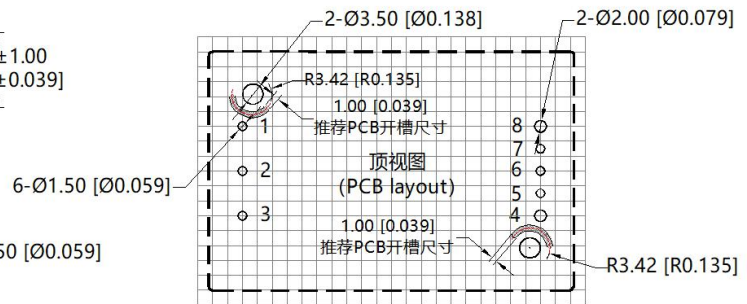 2-Ø3.50 [Ø0.138]
2-Ø2.00 [Ø0.079]
±1.00
±0.039]
R3.42 [R0.135]
1.00 [0.039]
推荐PCB开槽尺寸
1
8
7
顶视图
(PCB layout)
2
6
6-Ø1.50 [Ø0.059]
5
3
4
1.00 [0.039]
推荐PCB开槽尺寸
50 [Ø0.059]
R3.42 [R0.135]